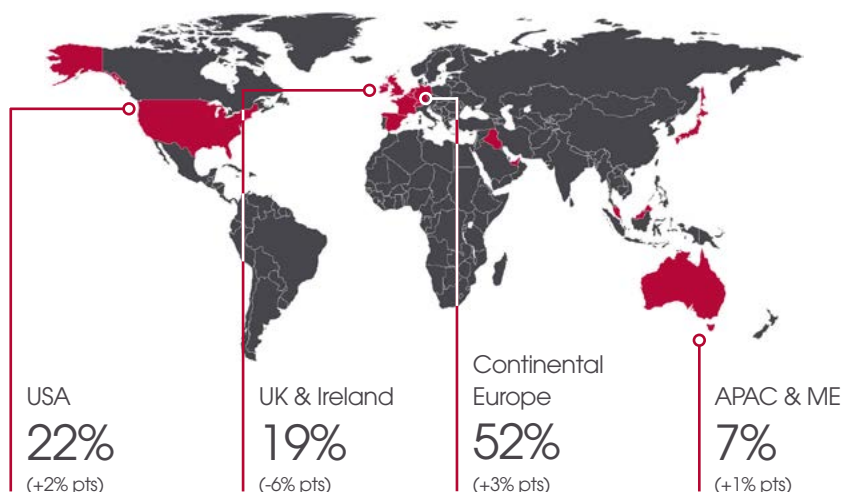 USA
22%
(+2% pts)
UK & Ireland
19%
(-6% pts)
Continental
Europe
52%
(+3% pts)
APAC & ME
7%
(+1% pts)